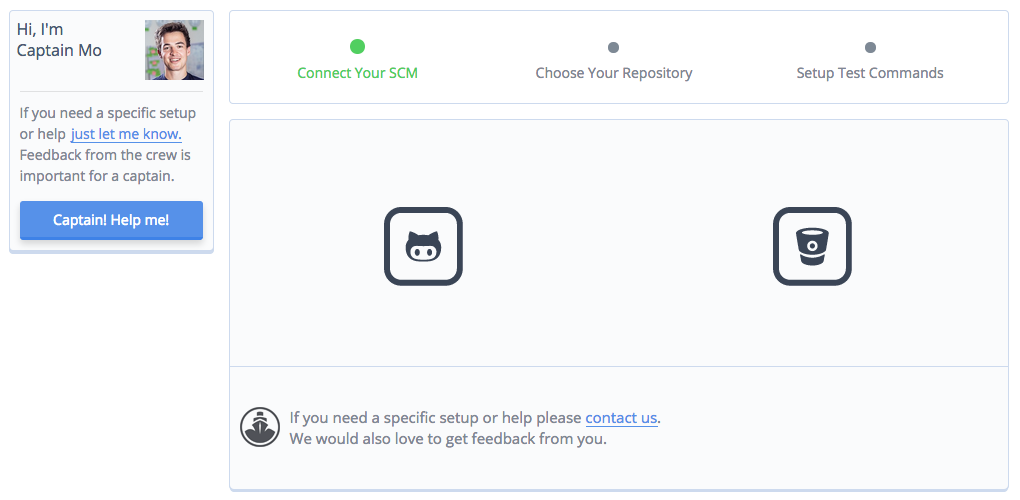 Hi, I'm
Captain Mo
If you need a specific setup
or help just let me know.
Feedback from the crew is
important for a captain.
Captain! Help me!
Connect Your SCM
Choose Your Repository
Setup Test Commands
If you need a specific setup or help please contact us.
We would also love to get feedback from you.